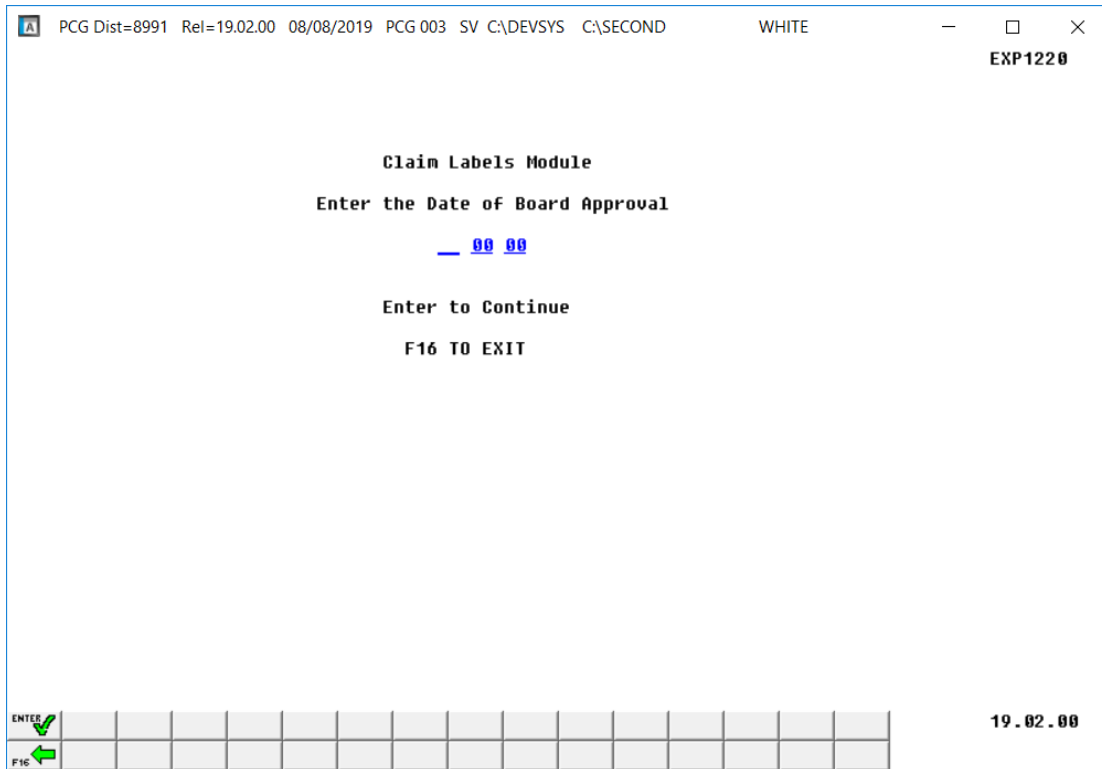 A PCG Dist=8991 Rel=19.02.00 08/08/2019 PCG 003 SV C:\DEVSYS C:\SECOND WHITE
EXP1220
Claim Labels Module
Enter the Date of Board Approval
__ 00 00
Enter to Continue
F16 TO EXIT
ENTER
19.02.00
F16